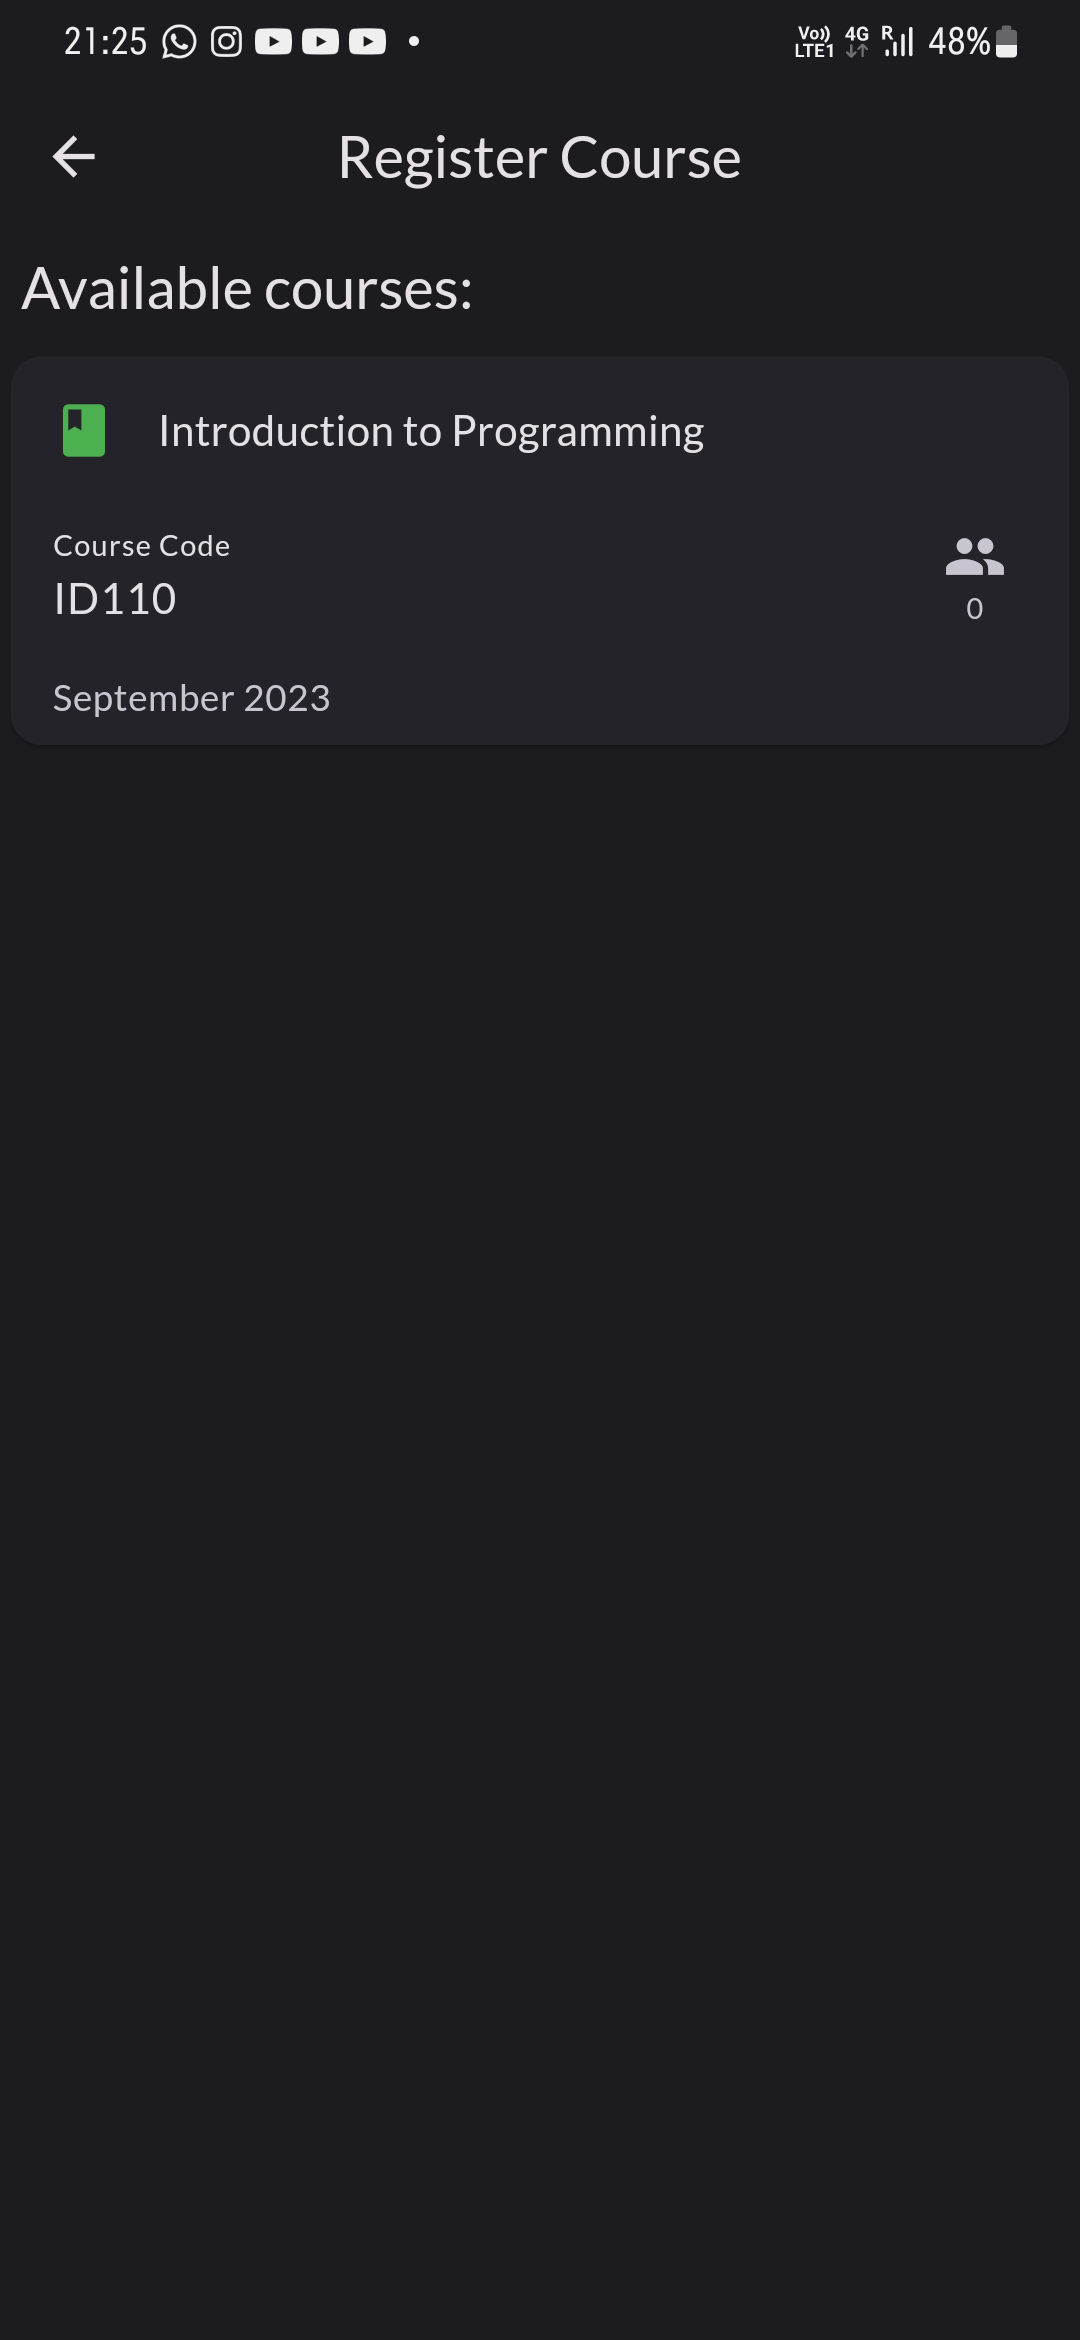 21:25 Vo)) LTE1 4G R 48%
Register Course
Available courses:
Introduction to Programming
Course Code
ID110
0
September 2023